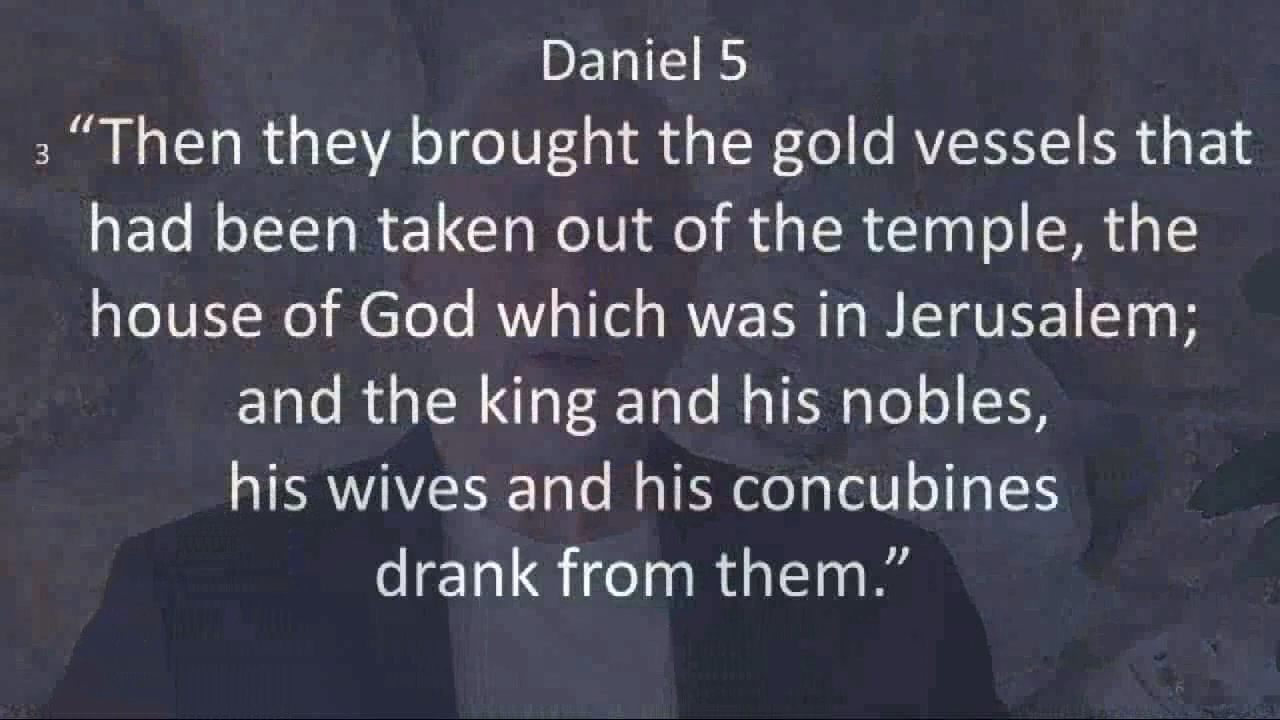 Daniel 5
3 “Then they brought the gold vessels that
had been taken out of the temple, the
house of God which was in Jerusalem;
and the king and his nobles,
his wives and his concubines
drank from them.”